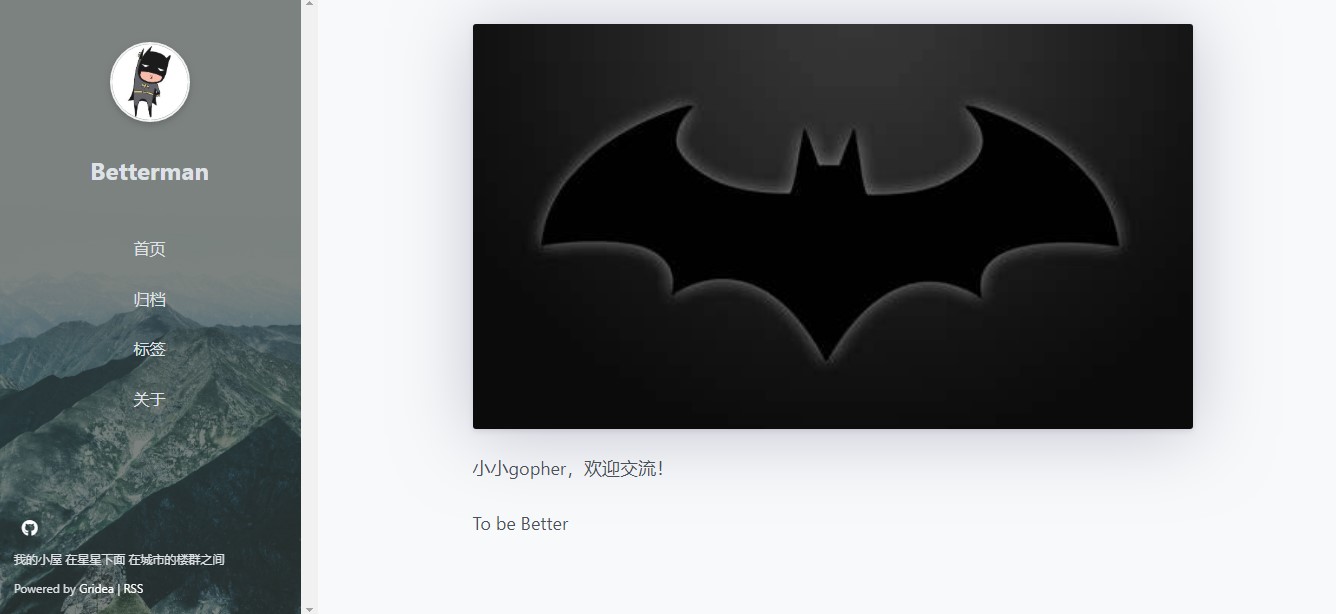 Betterman
首页
归档
标签
关于
我的小屋 在星星下面 在城市的楼群之间
Powered by Gridea | RSS
小小gopher，欢迎交流！
To be Better